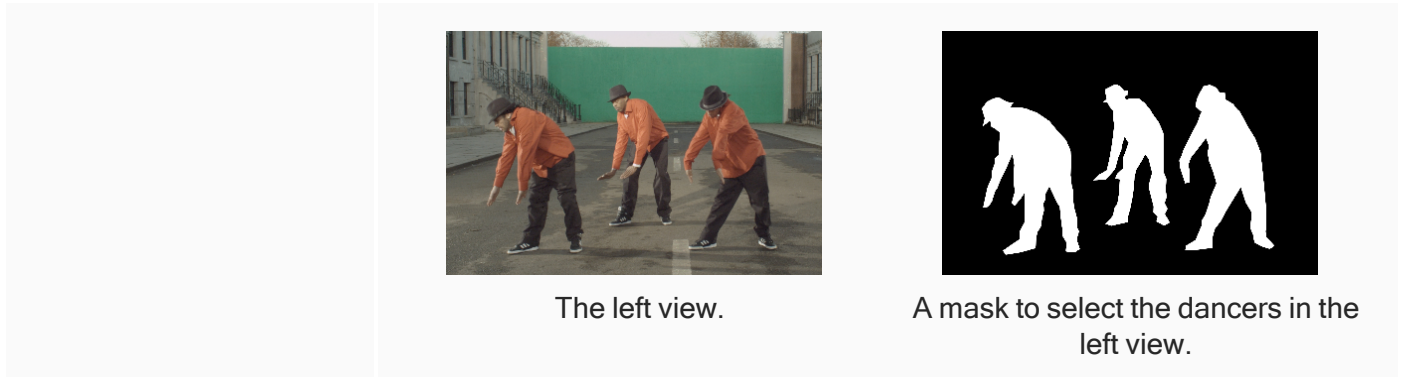 The left view.
A mask to select the dancers in the
left view.